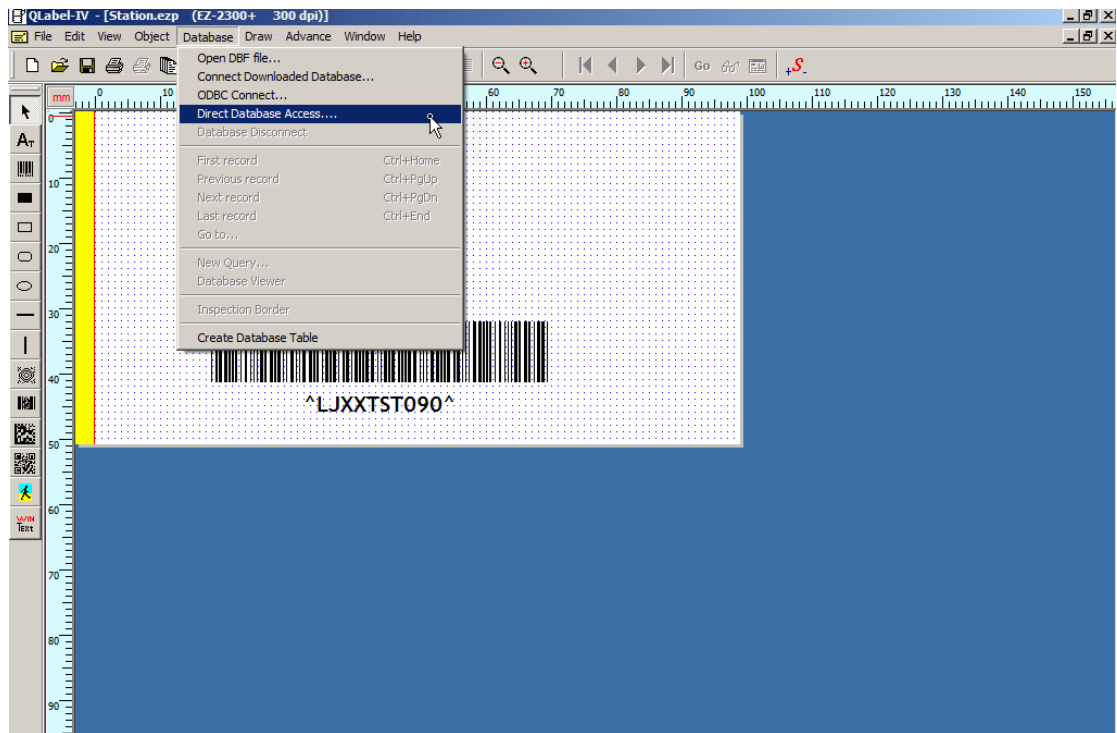 QLabel-IV - [Station.ezp (EZ-2300+ 300 dpi)]
File Edit View Object Database Draw Advance Window Help
Go
S
mm 0 10 60 70 80 90 100 110 120 130 140 150
Open DBF file...
Connect Downloaded Database...
ODBC Connect...
Direct Database Access....
Database Disconnect
First record Ctrl+Home
Previous record Ctrl+PgUp
Next record Ctrl+PgDn
Last record Ctrl+End
Go to...
New Query...
Database Viewer
Inspection Border
Create Database Table
^LJXXTST090^
AT
WIN
TEXT
0
10
20
30
40
50
60
70
80
90